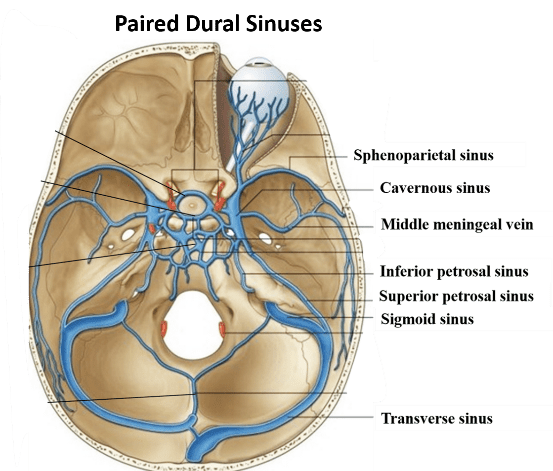 Paired Dural Sinuses
Sphenoparietal sinus
Cavernous sinus
Middle meningeal vein
Inferior petrosal sinus
Superior petrosal sinus
Sigmoid sinus
Transverse sinus